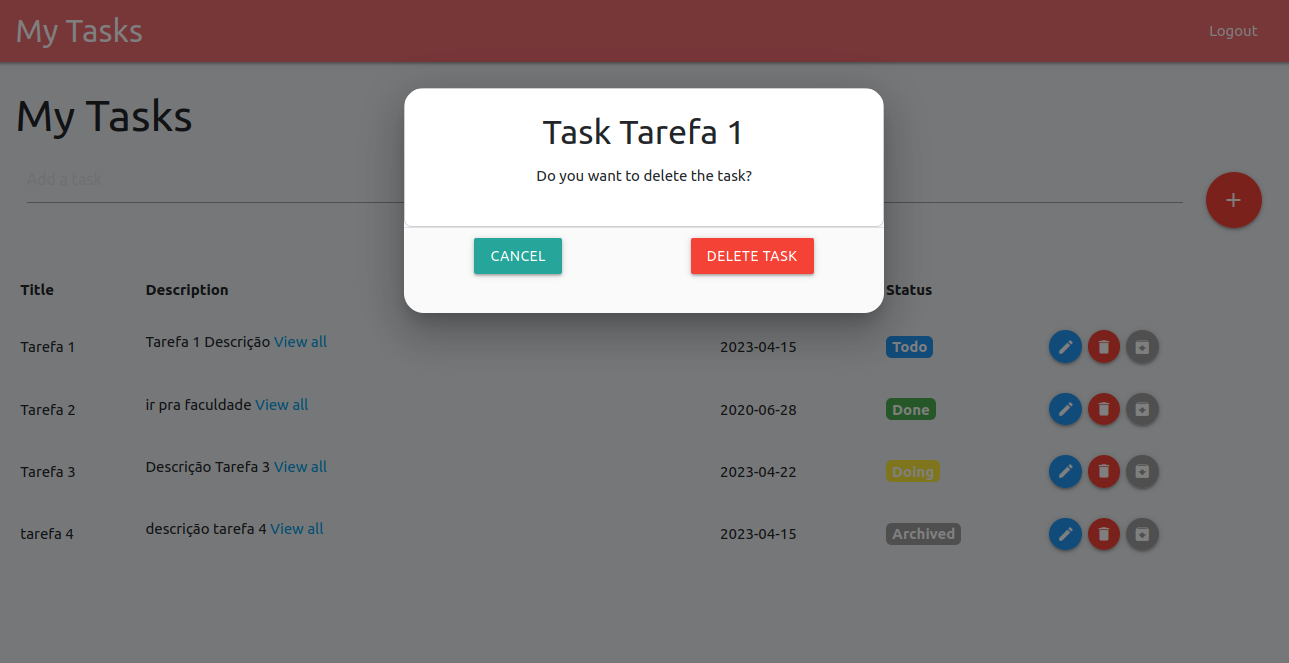 My Tasks
Logout
My Tasks
Add a task
+
Task Tarefa 1
Do you want to delete the task?
CANCEL
DELETE TASK
Title
Description
Status
Tarefa 1
Tarefa 1 Descrição View all
2023-04-15
Todo
Tarefa 2
ir pra faculdade View all
2020-06-28
Done
Tarefa 3
Descrição Tarefa 3 View all
2023-04-22
Doing
tarefa 4
descrição tarefa 4 View all
2023-04-15
Archived